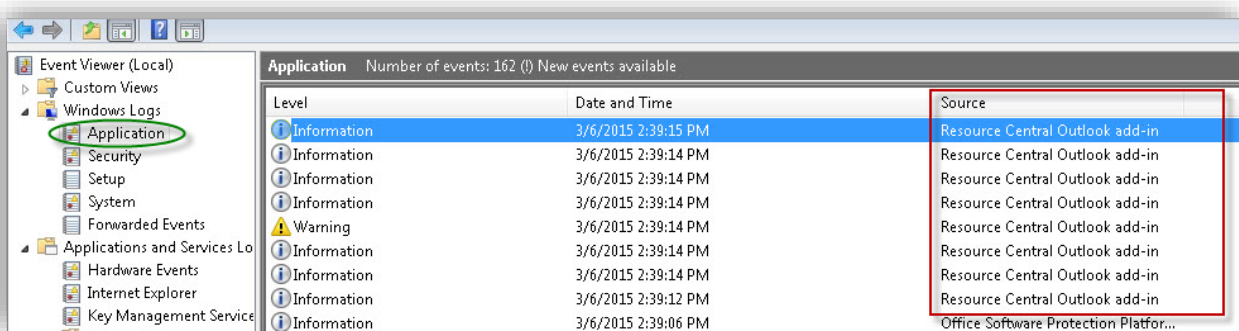 Event Viewer (Local)
Custom Views
Windows Logs
Application
Security
Setup
System
Forwarded Events
Applications and Services Lo
Hardware Events
Internet Explorer
Key Management Service
Application Number of events: 162 (!) New events available
Level Date and Time Source
Information 3/6/2015 2:39:15 PM Resource Central Outlook add-in
Information 3/6/2015 2:39:14 PM Resource Central Outlook add-in
Information 3/6/2015 2:39:14 PM Resource Central Outlook add-in
Information 3/6/2015 2:39:14 PM Resource Central Outlook add-in
Warning 3/6/2015 2:39:14 PM Resource Central Outlook add-in
Information 3/6/2015 2:39:14 PM Resource Central Outlook add-in
Information 3/6/2015 2:39:14 PM Resource Central Outlook add-in
Information 3/6/2015 2:39:12 PM Resource Central Outlook add-in
Information 3/6/2015 2:39:06 PM Office Software Protection Platfor...